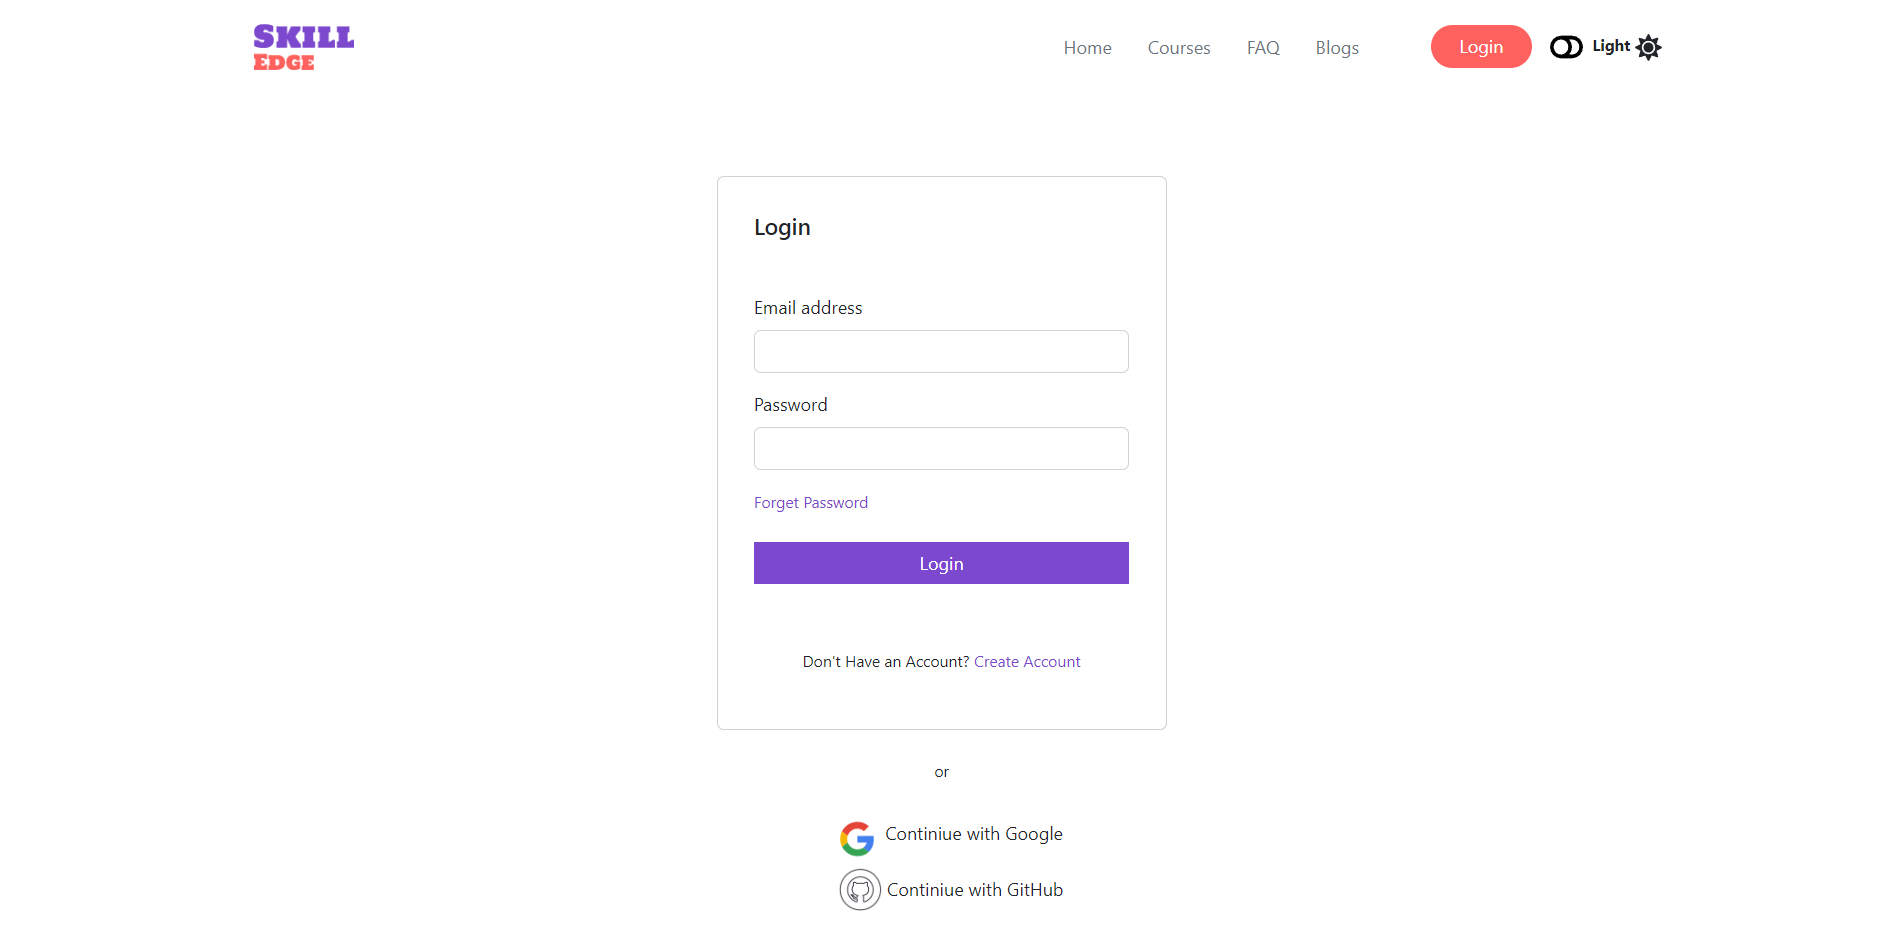 SKILL
EDGE
Home Courses FAQ Blogs Login Light
Login
Email address
Password
Forget Password
Login
Don't Have an Account? Create Account
or
Continiue with Google
Continiue with GitHub